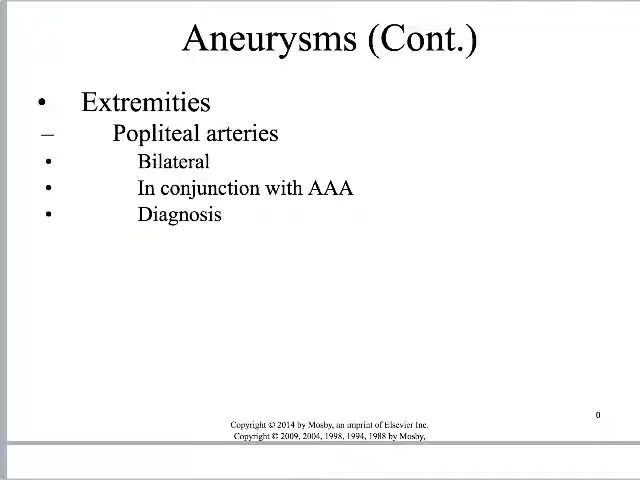 Aneurysms (Cont.)
• Extremities
– Popliteal arteries
• Bilateral
• In conjunction with AAA
• Diagnosis
0
Copyright © 2014 by Mosby, an imprint of Elsevier Inc.
Copyright © 2009, 2004, 1998, 1994, 1988 by Mosby,